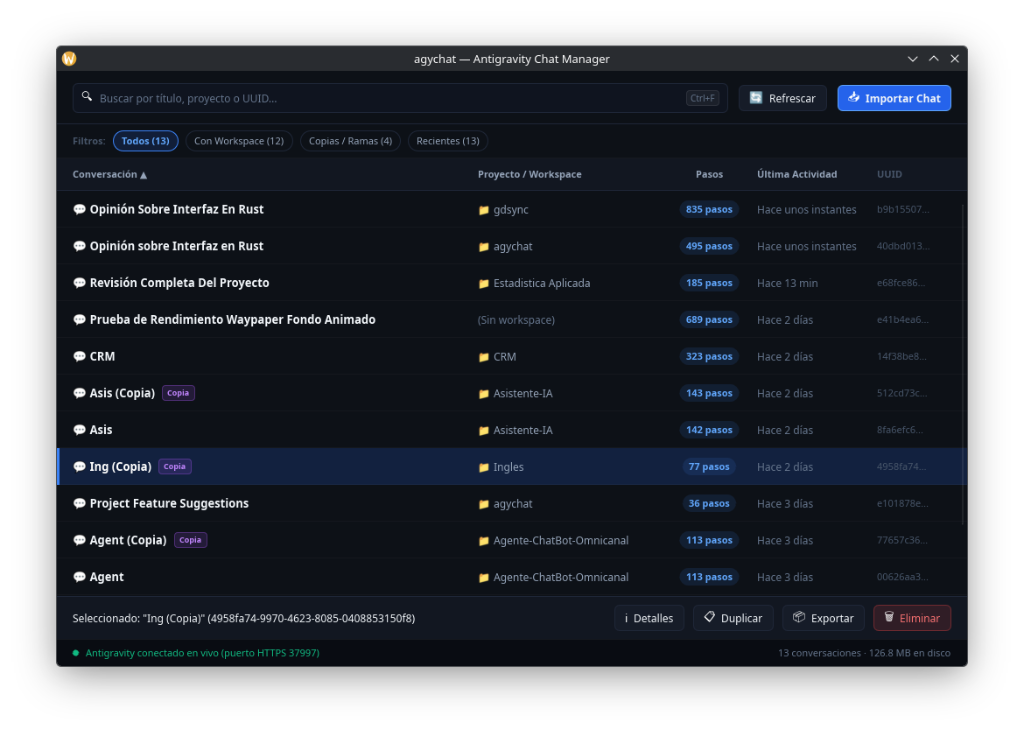 agychat — Antigravity Chat Manager
Buscar por título, proyecto o UUID... Ctrl+F Refrescar Importar Chat
Filtros: Todos (13) Con Workspace (12) Copias / Ramas (4) Recientes (13)
Conversación ▲ Proyecto / Workspace Pasos Última Actividad UUID
Opinión Sobre Interfaz En Rust gdsync 835 pasos Hace unos instantes b9b15507...
Opinión sobre Interfaz en Rust agychat 495 pasos Hace unos instantes 40dbd013...
Revisión Completa Del Proyecto Estadistica Aplicada 185 pasos Hace 13 min e68fce86...
Prueba de Rendimiento Waypaper Fondo Animado (Sin workspace) 689 pasos Hace 2 días e41b4ea6...
CRM CRM 323 pasos Hace 2 días 14f38be8...
Asis (Copia) Copia Asistente-IA 143 pasos Hace 2 días 512cd73c...
Asis Asistente-IA 142 pasos Hace 2 días 8fa6efc6...
Ing (Copia) Copia Ingles 77 pasos Hace 2 días 4958fa74...
Project Feature Suggestions agychat 36 pasos Hace 3 días e101878e...
Agent (Copia) Copia Agente-ChatBot-Omnicanal 113 pasos Hace 3 días 77657c36...
Agent Agente-ChatBot-Omnicanal 113 pasos Hace 3 días 00626aa3...
Seleccionado: "Ing (Copia)" (4958fa74-9970-4623-8085-0408853150f8) i Detalles Duplicar Exportar Eliminar
Antigravity conectado en vivo (puerto HTTPS 37997) 13 conversaciones · 126.8 MB en disco